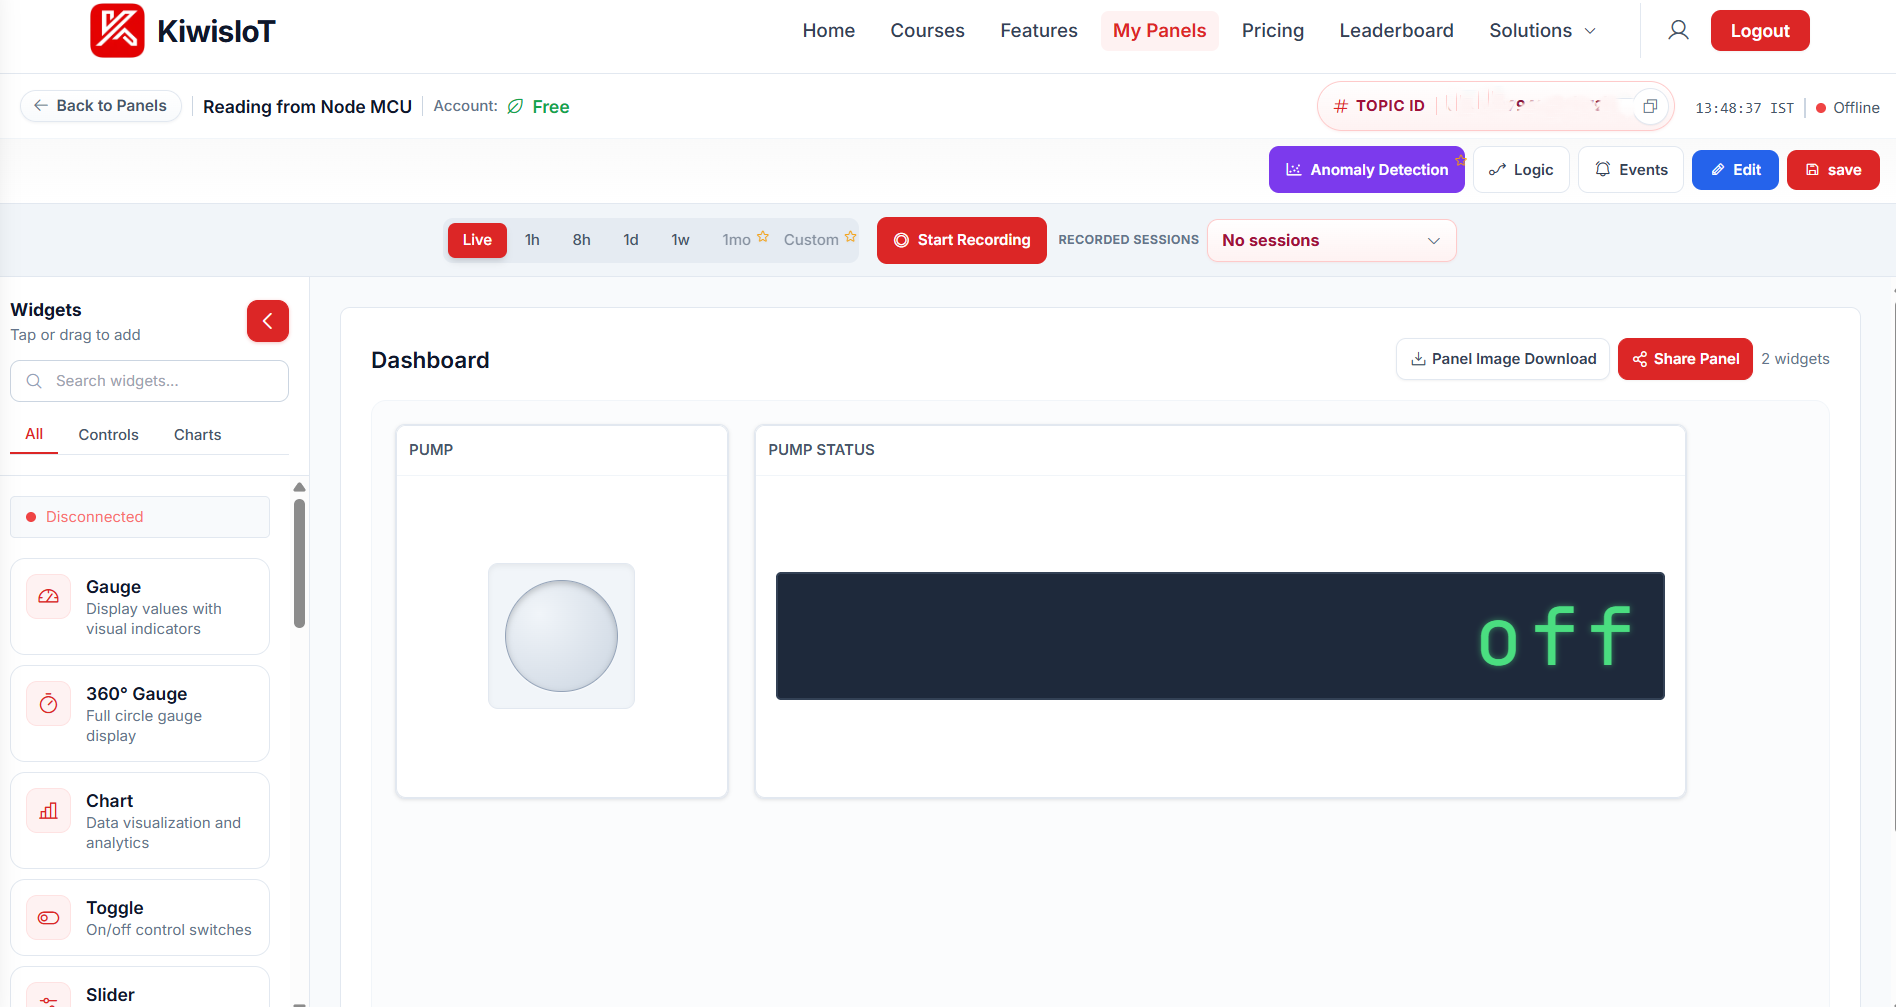 KiwisIoT
Home Courses Features My Panels Pricing Leaderboard Solutions Logout
Back to Panels Reading from Node MCU Account: Free # TOPIC ID 13:48:37 IST Offline
Anomaly Detection Logic Events Edit save
Live 1h 8h 1d 1w 1mo Custom Start Recording RECORDED SESSIONS No sessions
Widgets
Tap or drag to add
Search widgets...
All Controls Charts
Disconnected
Gauge
Display values with
visual indicators
360° Gauge
Full circle gauge
display
Chart
Data visualization and
analytics
Toggle
On/off control switches
Slider
Dashboard Panel Image Download Share Panel 2 widgets
PUMP
PUMP STATUS
off